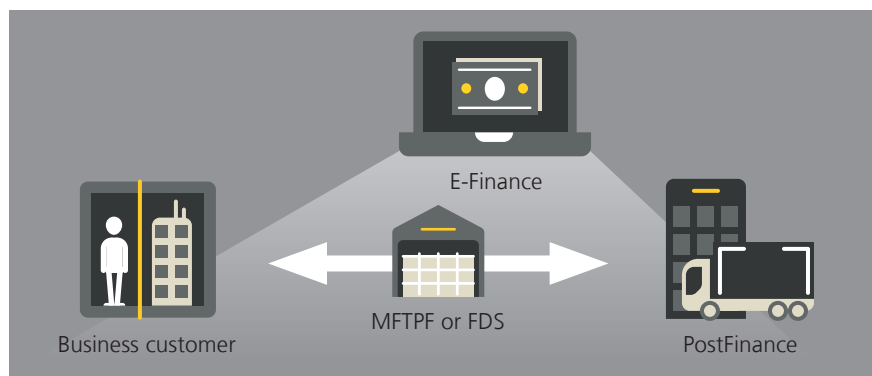 E-Finance
MFTPF or FDS
Business customer
PostFinance